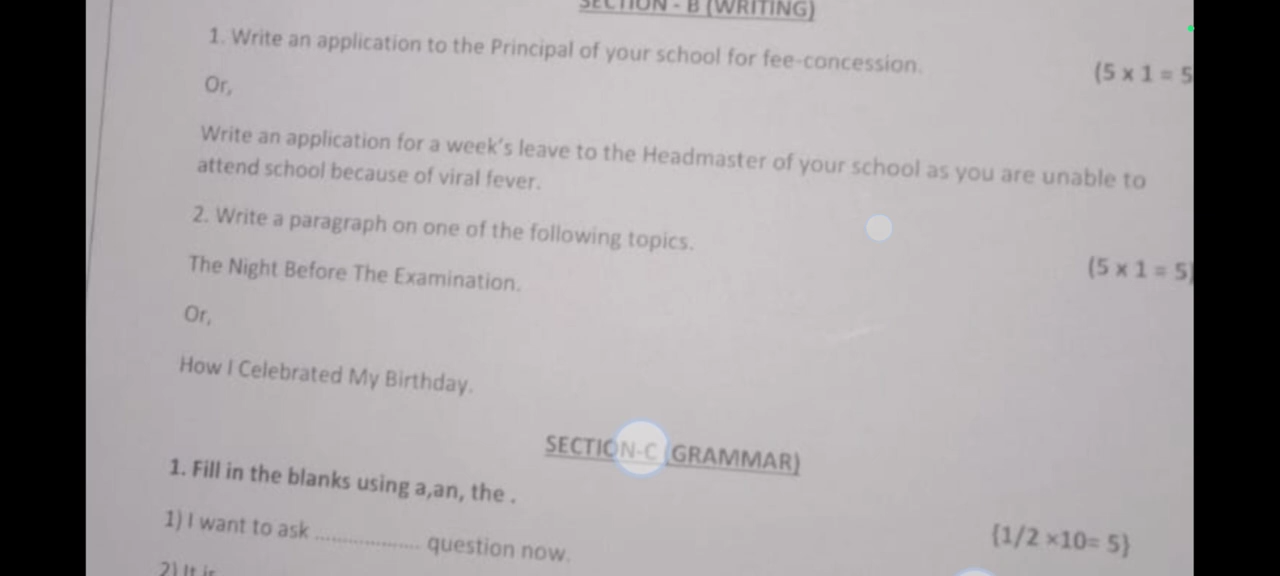 SECTION - B (WRITING)
1. Write an application to the Principal of your school for fee-concession.
(5 x 1 = 5
Or,
Write an application for a week's leave to the Headmaster of your school as you are unable to
attend school because of viral fever.
2. Write a paragraph on one of the following topics.
(5 x 1 = 5)
The Night Before The Examination.
Or,
How I Celebrated My Birthday.
SECTION-C (GRAMMAR)
1. Fill in the blanks using a,an, the .
{1/2 ×10= 5}
1) I want to ask .................. question now.
2) It is